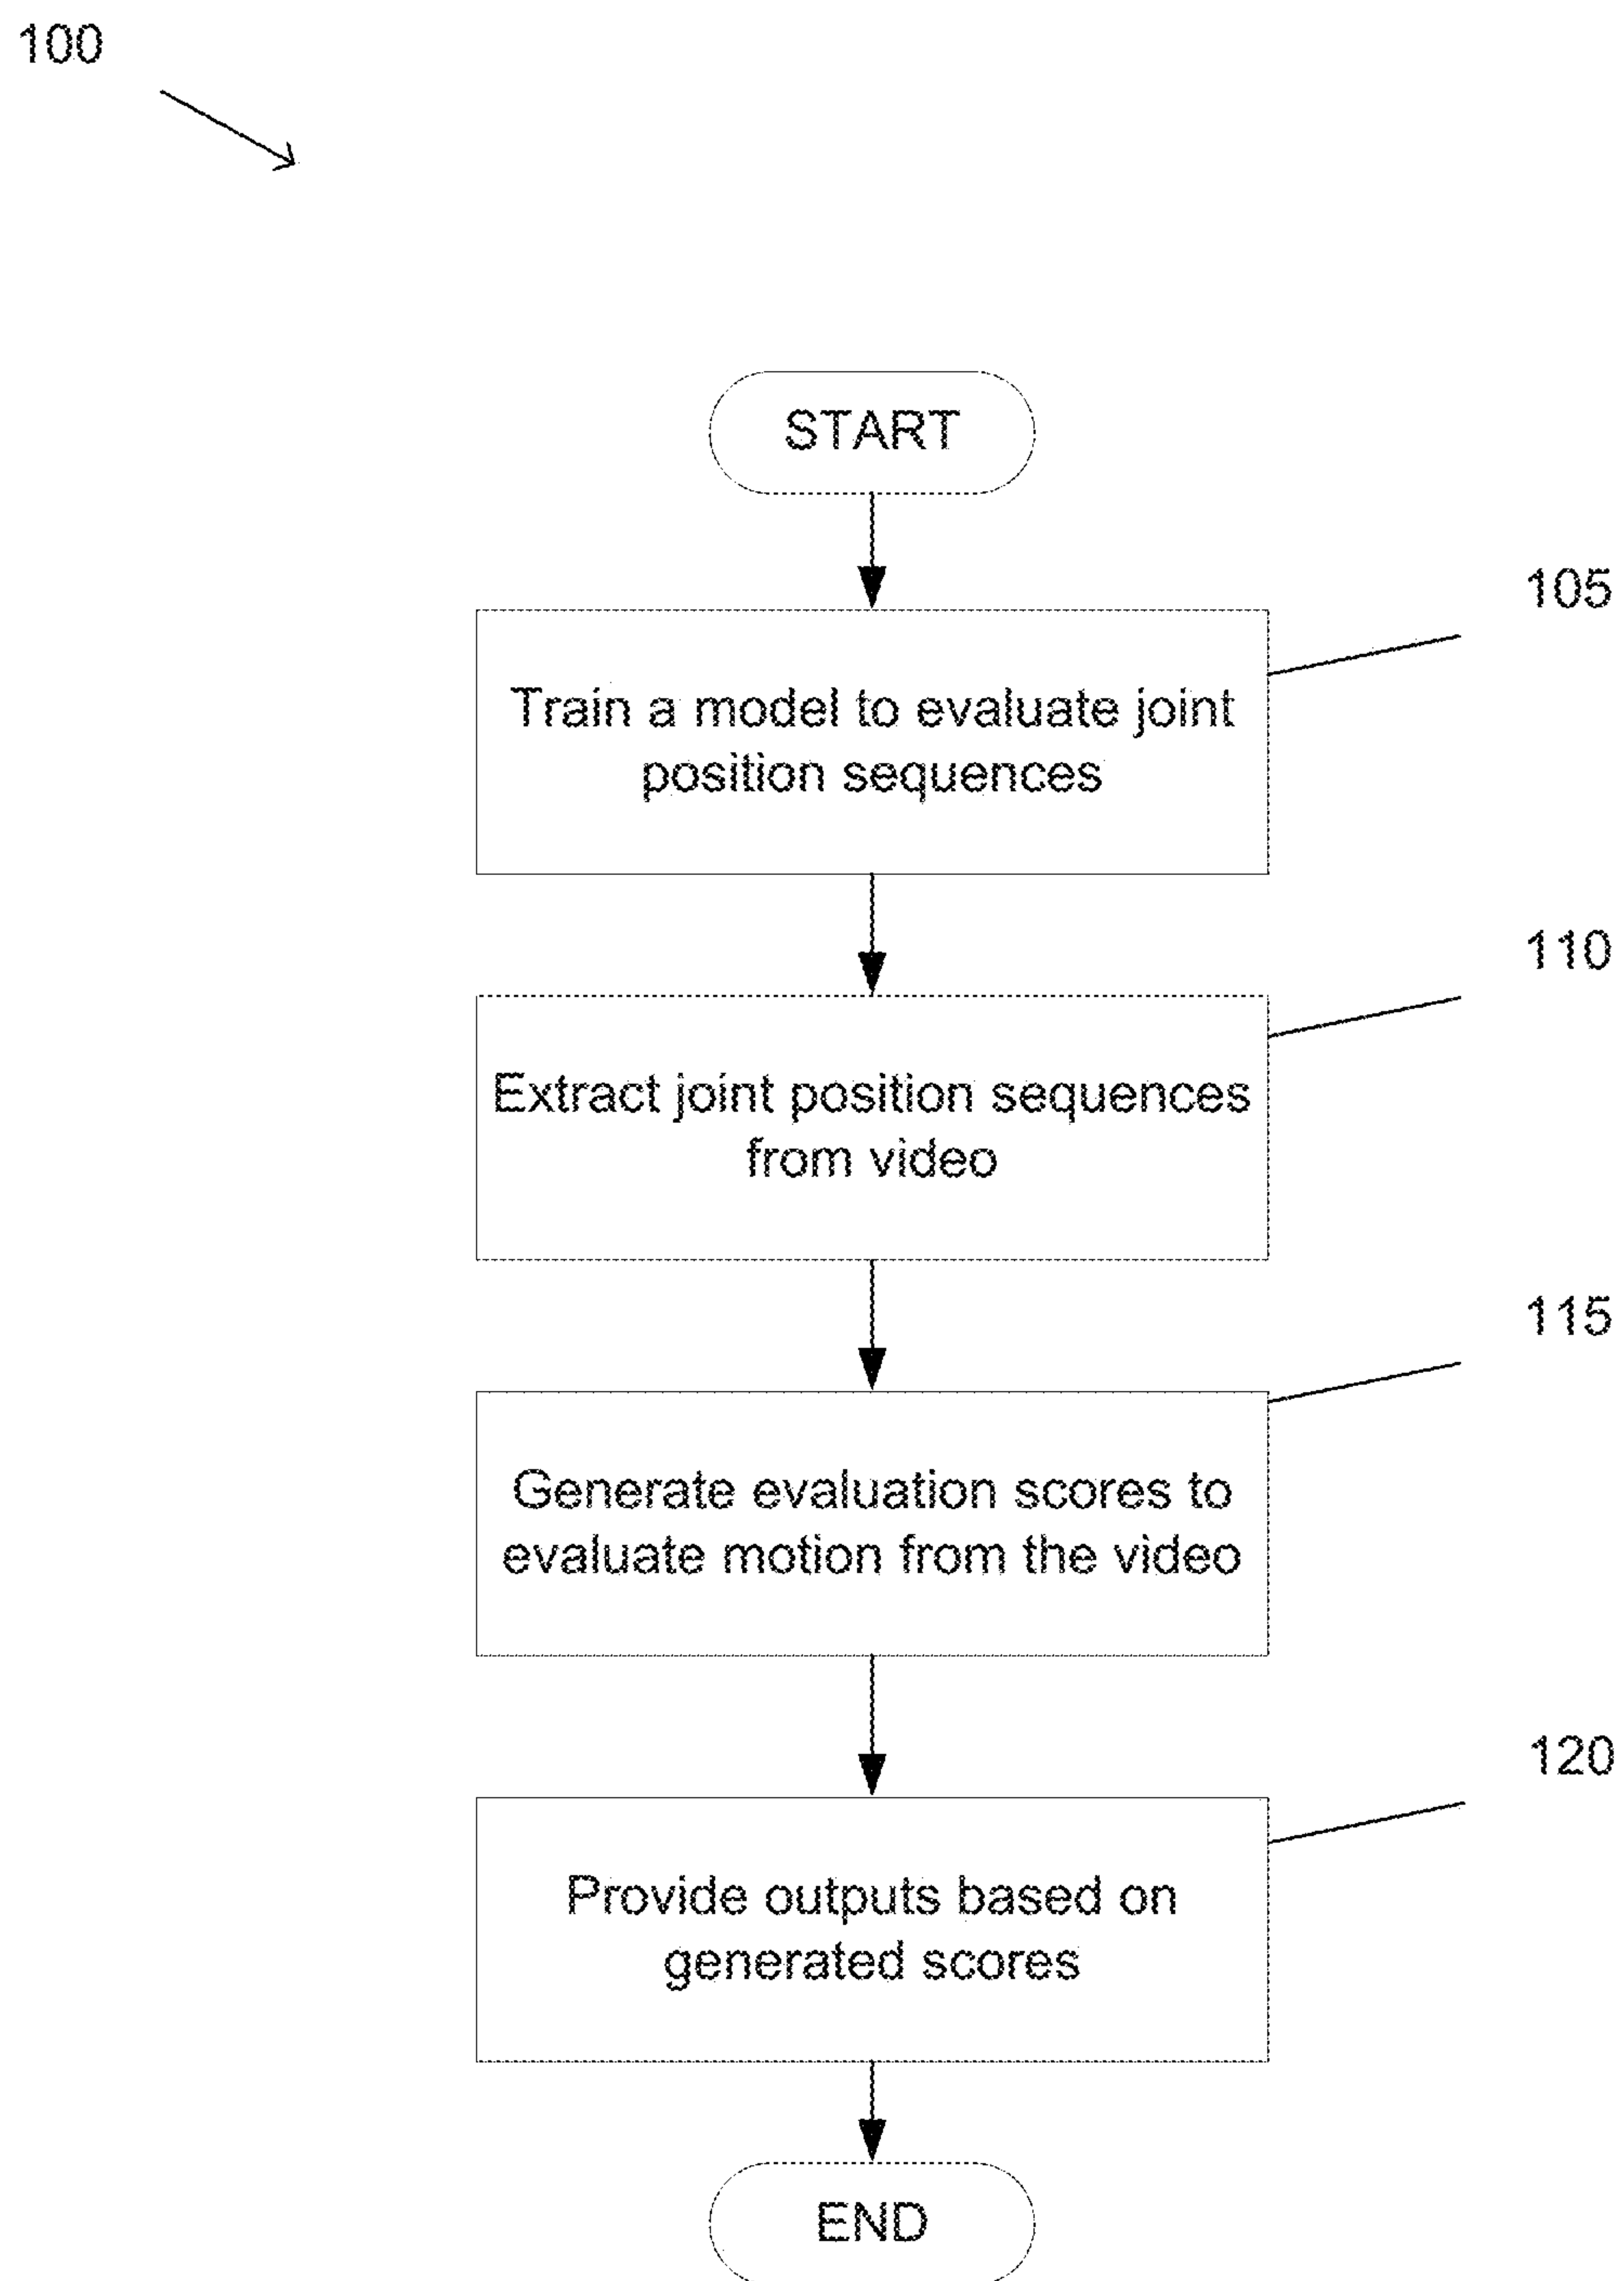 100
START
105
Train a model to evaluate joint
position sequences
110
Extract joint position sequences
from video
115
Generate evaluation scores to
evaluate motion from the video
120
Provide outputs based on
generated scores
END